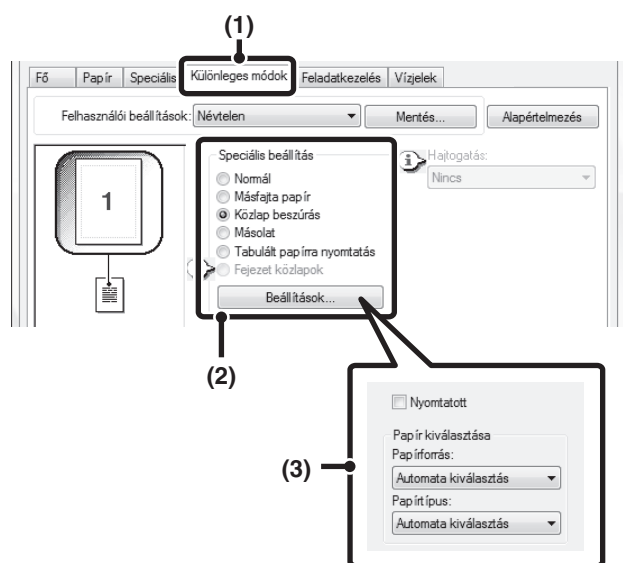 (1)
Fő Papír Speciális Különleges módok Feladatkezelés Vízjelek
Felhasználói beállítások: Névtelen Mentés... Alapértelmezés
Speciális beállítás
Normál
Másfajta papír
Közlap beszúrás
Másolat
Tabulált papírra nyomtatás
Fejezet közlapok
Beállítások...
Hajtogatás:
Nincs
1
(2)
(3)
Nyomtatott
Papír kiválasztása
Papírforrás:
Automata kiválasztás
Papírtípus:
Automata kiválasztás